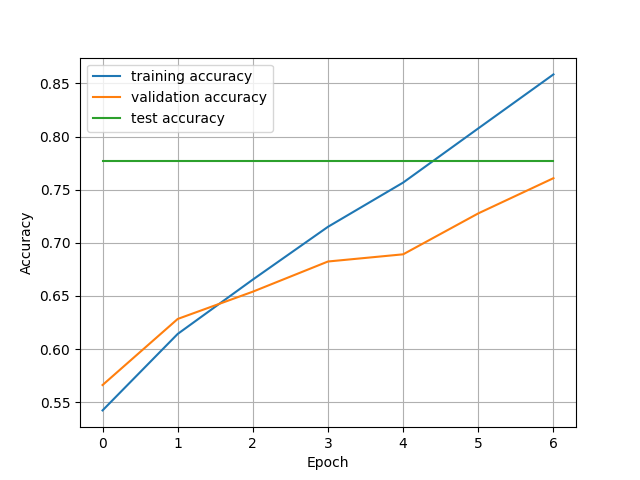 training accuracy
validation accuracy
test accuracy
0.85
0.80
0.75
0.70
0.65
0.60
0.55
Accuracy
0 1 2 3 4 5 6
Epoch